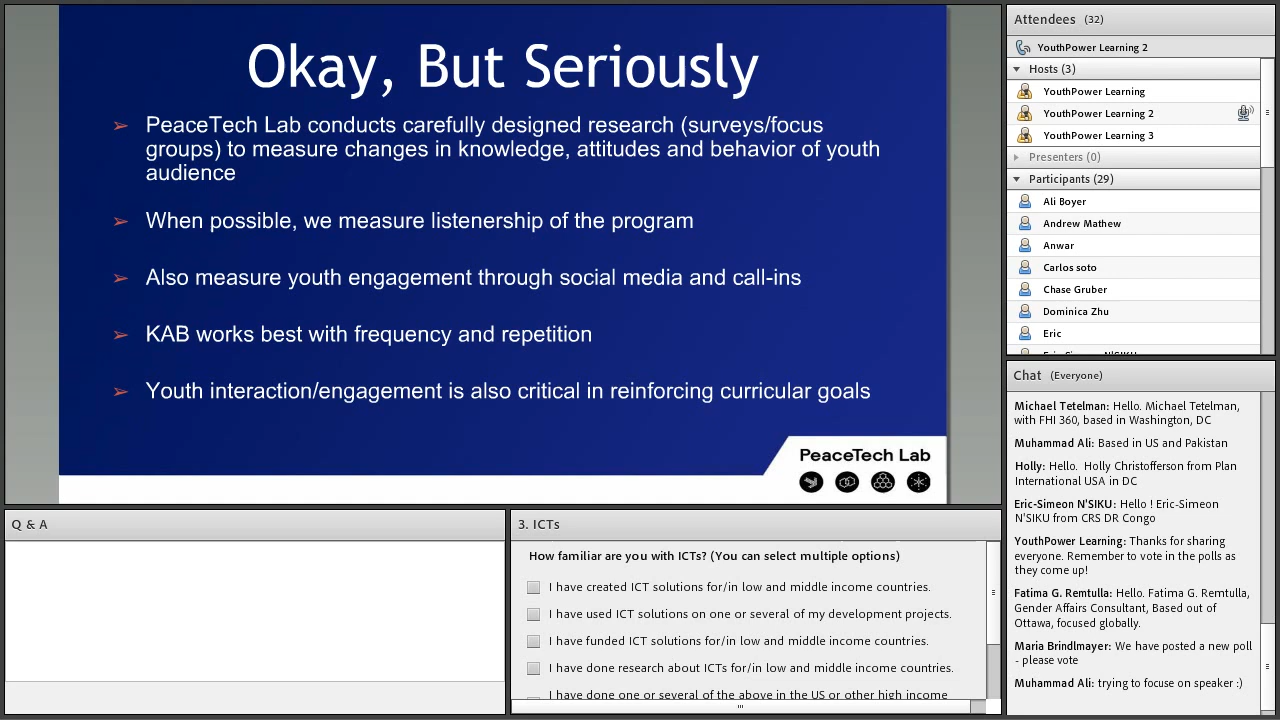 Okay, But Seriously
➢ PeaceTech Lab conducts carefully designed research (surveys/focus
groups) to measure changes in knowledge, attitudes and behavior of youth
audience
➢ When possible, we measure listenership of the program
➢ Also measure youth engagement through social media and call-ins
➢ KAB works best with frequency and repetition
➢ Youth interaction/engagement is also critical in reinforcing curricular goals
PeaceTech Lab
Q & A
3. ICTs
How familiar are you with ICTs? (You can select multiple options)
I have created ICT solutions for/in low and middle income countries.
I have used ICT solutions on one or several of my development projects.
I have funded ICT solutions for/in low and middle income countries.
I have done research about ICTs for/in low and middle income countries.
I have done one or several of the above in the US or other high income
Attendees (32)
YouthPower Learning 2
Hosts (3)
YouthPower Learning
YouthPower Learning 2
YouthPower Learning 3
Presenters (0)
Participants (29)
Ali Boyer
Andrew Mathew
Anwar
Carlos soto
Chase Gruber
Dominica Zhu
Eric
Eric-Simeon N'SIKU
Chat (Everyone)
Michael Tetelman: Hello. Michael Tetelman,
with FHI 360, based in Washington, DC
Muhammad Ali: Based in US and Pakistan
Holly: Hello. Holly Christofferson from Plan
International USA in DC
Eric-Simeon N'SIKU: Hello ! Eric-Simeon
N'SIKU from CRS DR Congo
YouthPower Learning: Thanks for sharing
everyone. Remember to vote in the polls as
they come up!
Fatima G. Remtulla: Hello. Fatima G. Remtulla,
Gender Affairs Consultant, Based out of
Ottawa, focused globally.
Maria Brindlmayer: We have posted a new poll
- please vote
Muhammad Ali: trying to focus on speaker :)